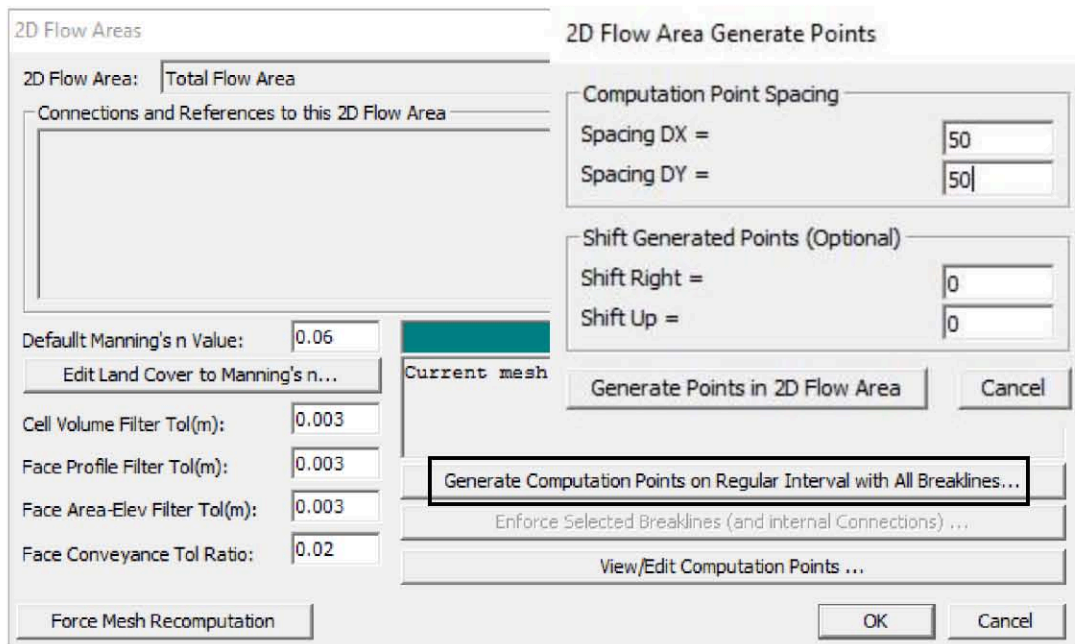 2D Flow Areas
2D Flow Area: Total Flow Area
Connections and References to this 2D Flow Area
Defaullt Manning's n Value: 0.06
Edit Land Cover to Manning's n...
Cell Volume Filter Tol(m): 0.003
Face Profile Filter Tol(m): 0.003
Face Area-Elev Filter Tol(m): 0.003
Face Conveyance Tol Ratio: 0.02
Force Mesh Recomputation
Current mesh
Generate Computation Points on Regular Interval with All Breaklines...
Enforce Selected Breaklines (and internal Connections) ...
View/Edit Computation Points ...
OK Cancel
2D Flow Area Generate Points
Computation Point Spacing
Spacing DX = 50
Spacing DY = 50
Shift Generated Points (Optional)
Shift Right = 0
Shift Up = 0
Generate Points in 2D Flow Area Cancel